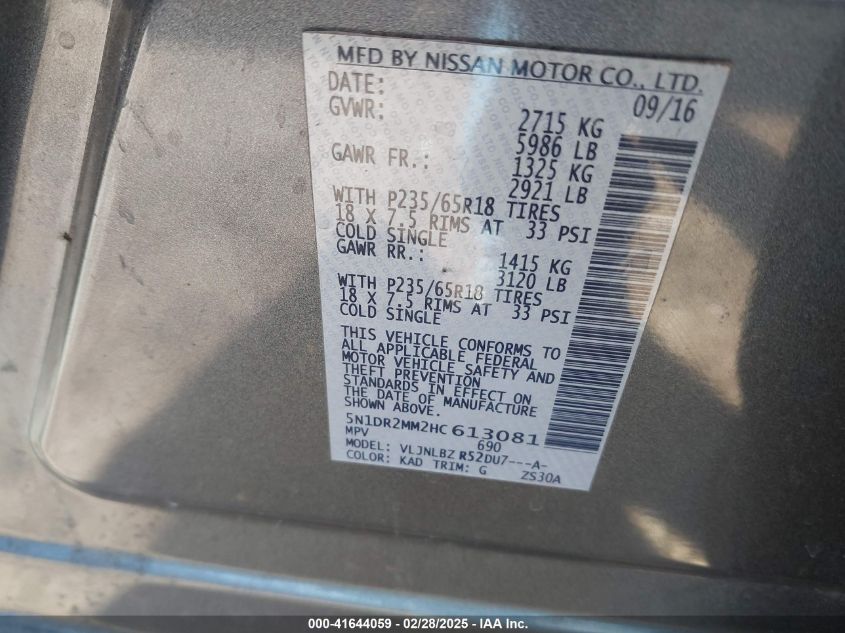 MFD BY NISSAN MOTOR CO., LTD.
DATE: 09/16
GVWR: 2715 KG
5986 LB
GAWR FR.: 1325 KG
2921 LB
WITH P235/65R18 TIRES
18 X 7.5 RIMS AT 33 PSI
COLD SINGLE
GAWR RR.: 1415 KG
3120 LB
WITH P235/65R18 TIRES
18 X 7.5 RIMS AT 33 PSI
COLD SINGLE
THIS VEHICLE CONFORMS TO
ALL APPLICABLE FEDERAL
MOTOR VEHICLE SAFETY AND
THEFT PREVENTION
STANDARDS IN EFFECT ON
THE DATE OF MANUFACTURE
SHOWN ABOVE.
5N1DR2MM2HC613081
MPV 690
MODEL: VLJNLBZ R52DU7---A-
COLOR: KAD TRIM: G ZS30A
000-41644059 / 02/28/2025 - IAA Inc.